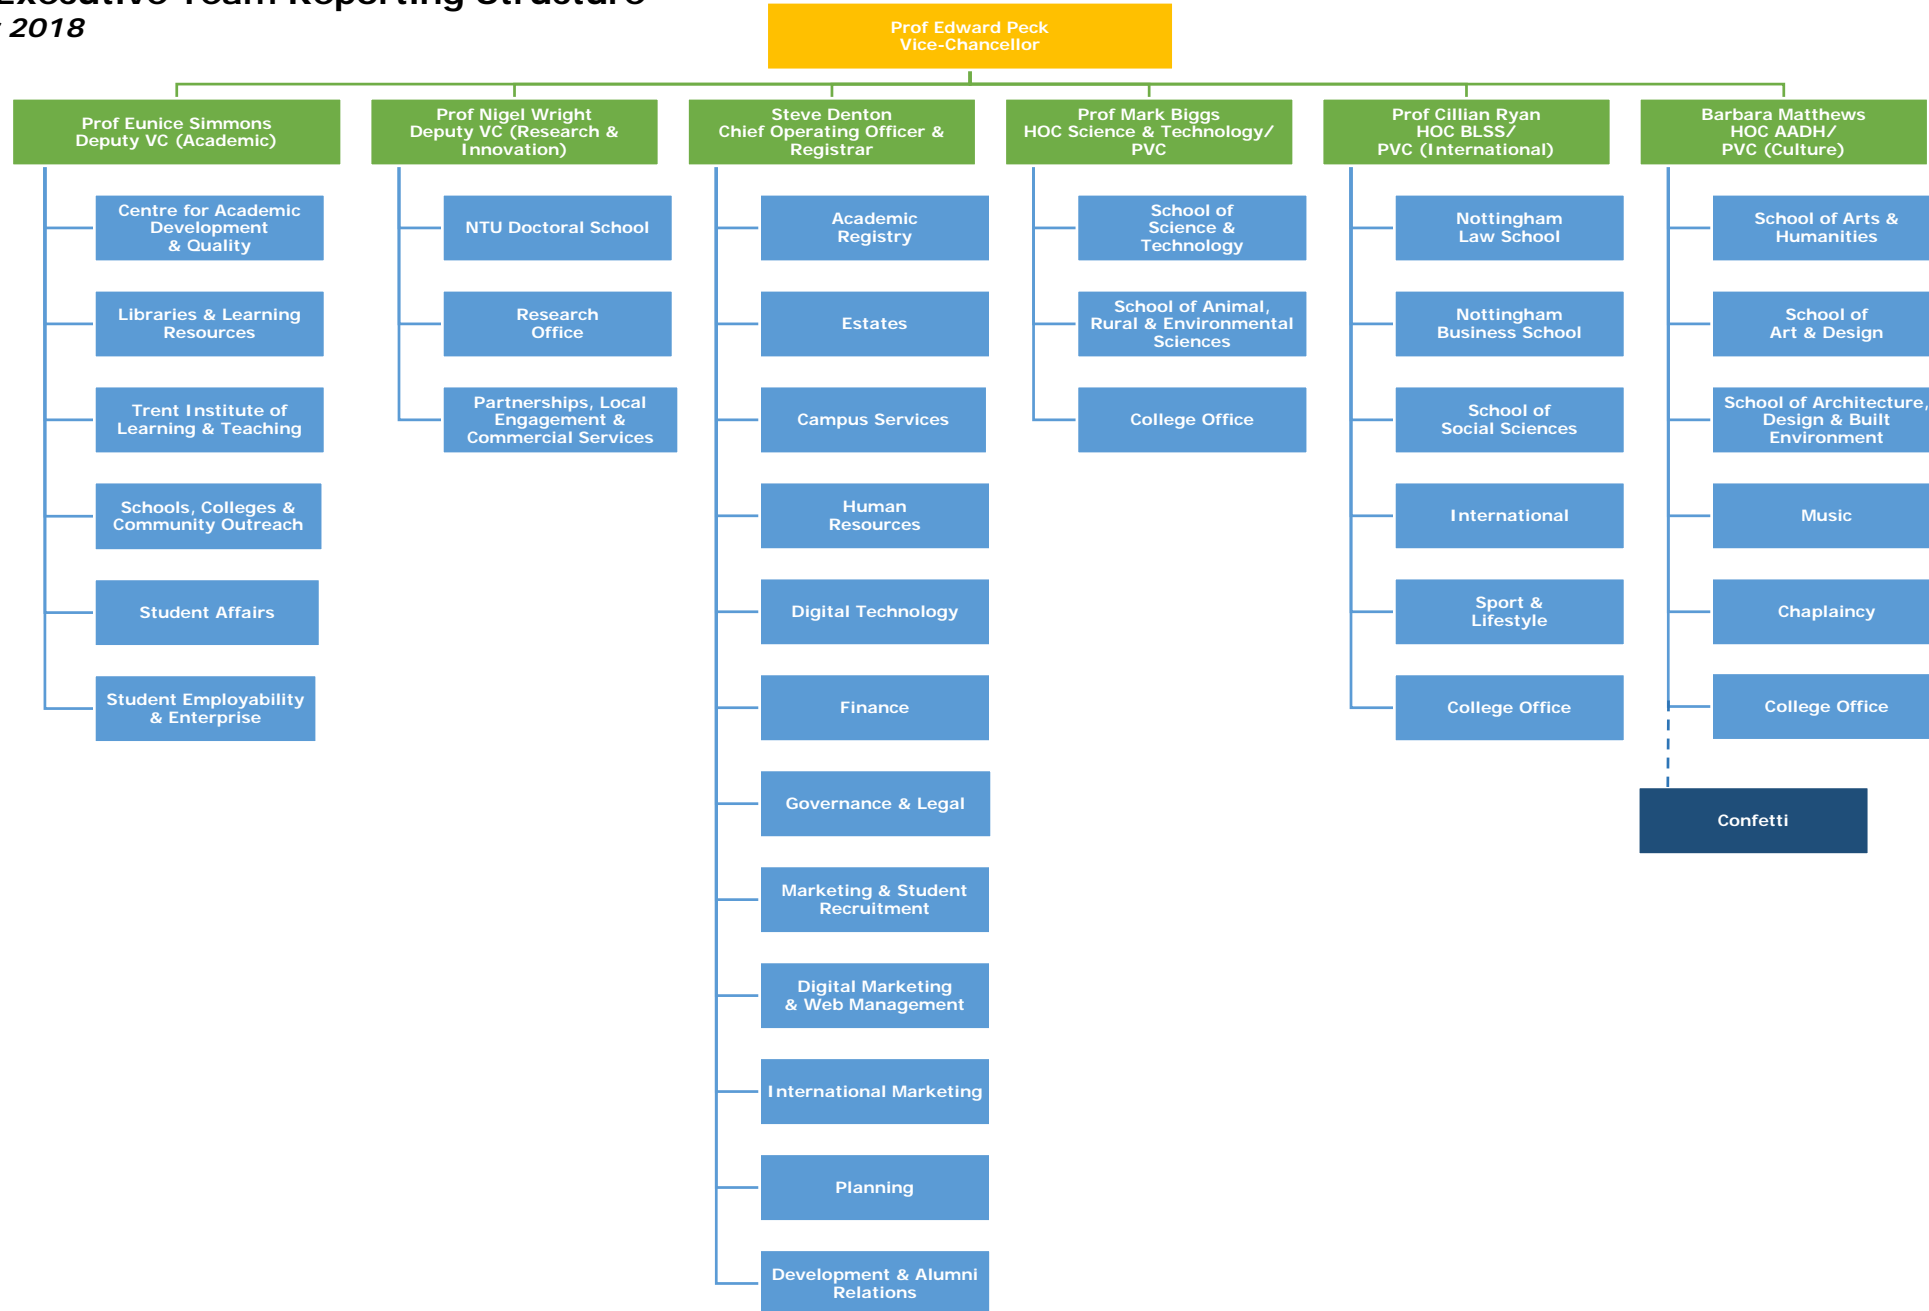 Executive Team Reporting Structure
2018
Prof Edward Peck
Vice-Chancellor
Prof Eunice Simmons
Deputy VC (Academic)
Centre for Academic
Development
& Quality
Libraries & Learning
Resources
Trent Institute of
Learning & Teaching
Schools, Colleges &
Community Outreach
Student Affairs
Student Employability
& Enterprise
Prof Nigel Wright
Deputy VC (Research &
Innovation)
NTU Doctoral School
Research
Office
Partnerships, Local
Engagement &
Commercial Services
Steve Denton
Chief Operating Officer &
Registrar
Academic
Registry
Estates
Campus Services
Human
Resources
Digital Technology
Finance
Governance & Legal
Marketing & Student
Recruitment
Digital Marketing
& Web Management
International Marketing
Planning
Development & Alumni
Relations
Prof Mark Biggs
HOC Science & Technology/
PVC
School of
Science &
Technology
School of Animal,
Rural & Environmental
Sciences
College Office
Prof Cillian Ryan
HOC BLSS/
PVC (International)
Nottingham
Law School
Nottingham
Business School
School of
Social Sciences
International
Sport &
Lifestyle
College Office
Barbara Matthews
HOC AADH/
PVC (Culture)
School of Arts &
Humanities
School of
Art & Design
School of Architecture,
Design & Built
Environment
Music
Chaplaincy
College Office
Confetti